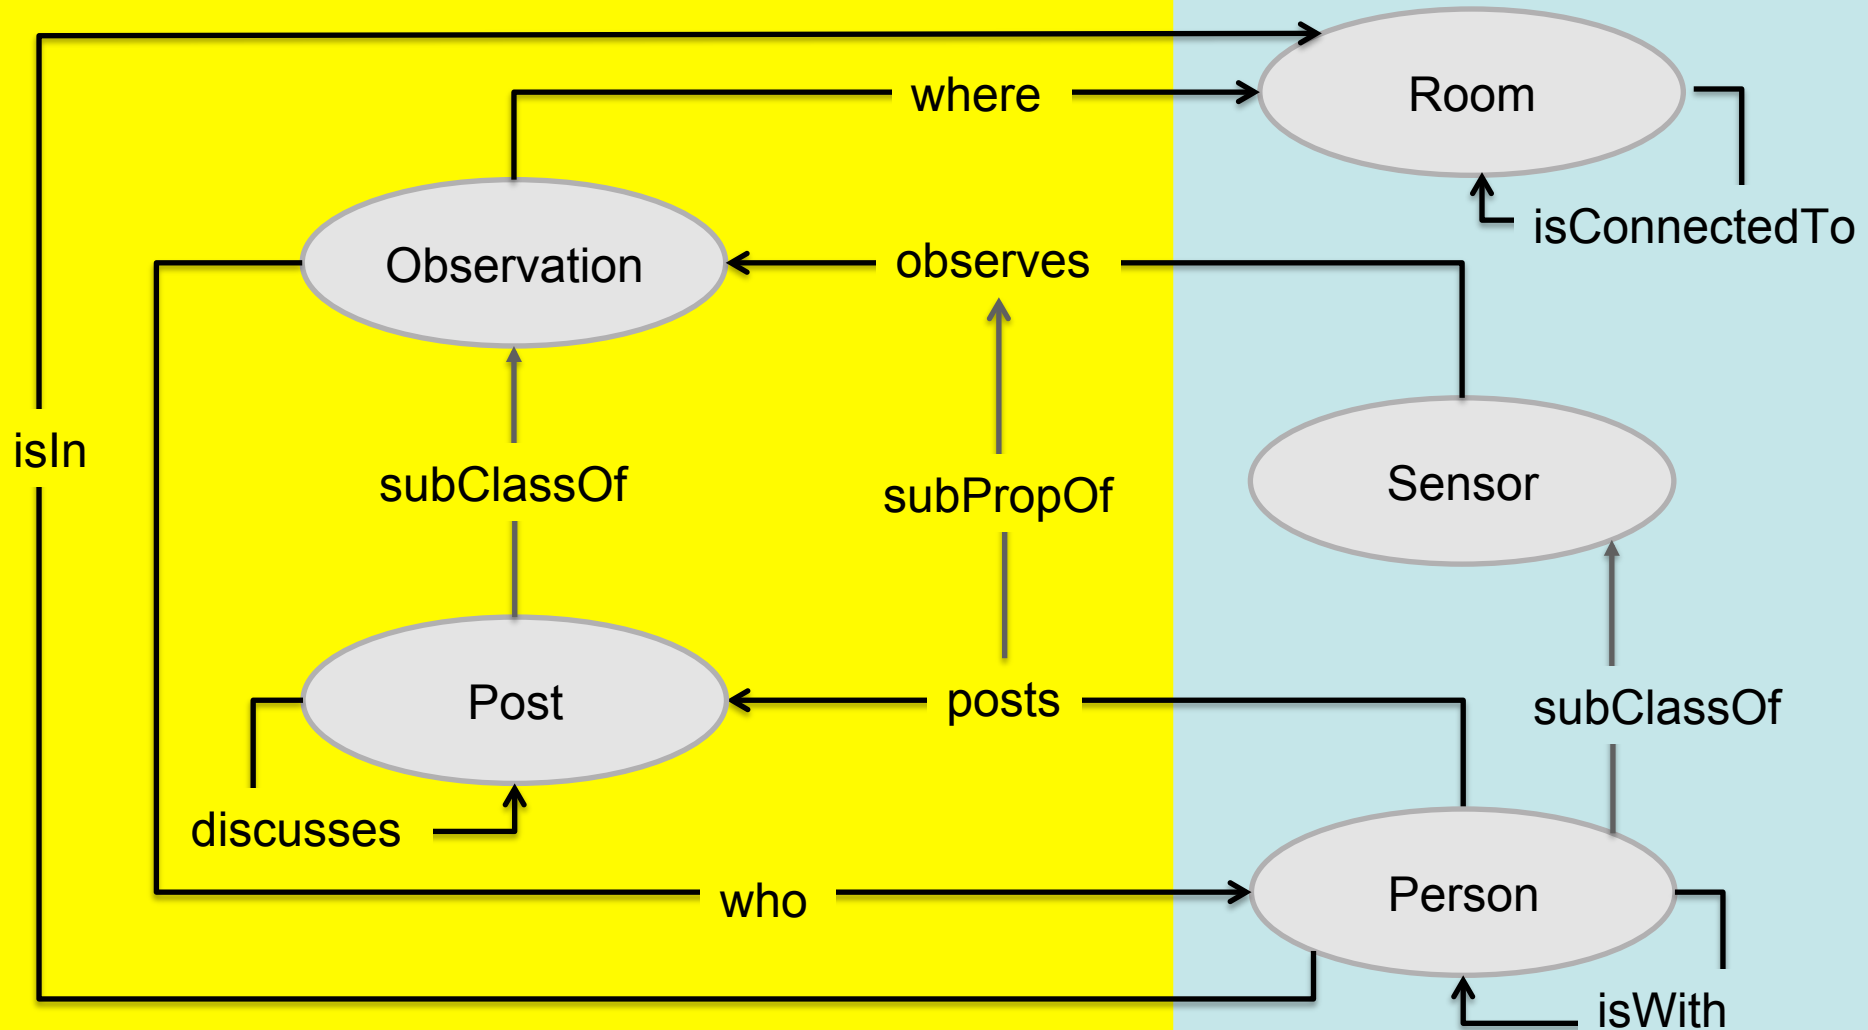 where
Room
isConnectedTo
Observation
observes
isIn
subClassOf
subPropOf
Sensor
Post
posts
subClassOf
discusses
who
Person
isWith